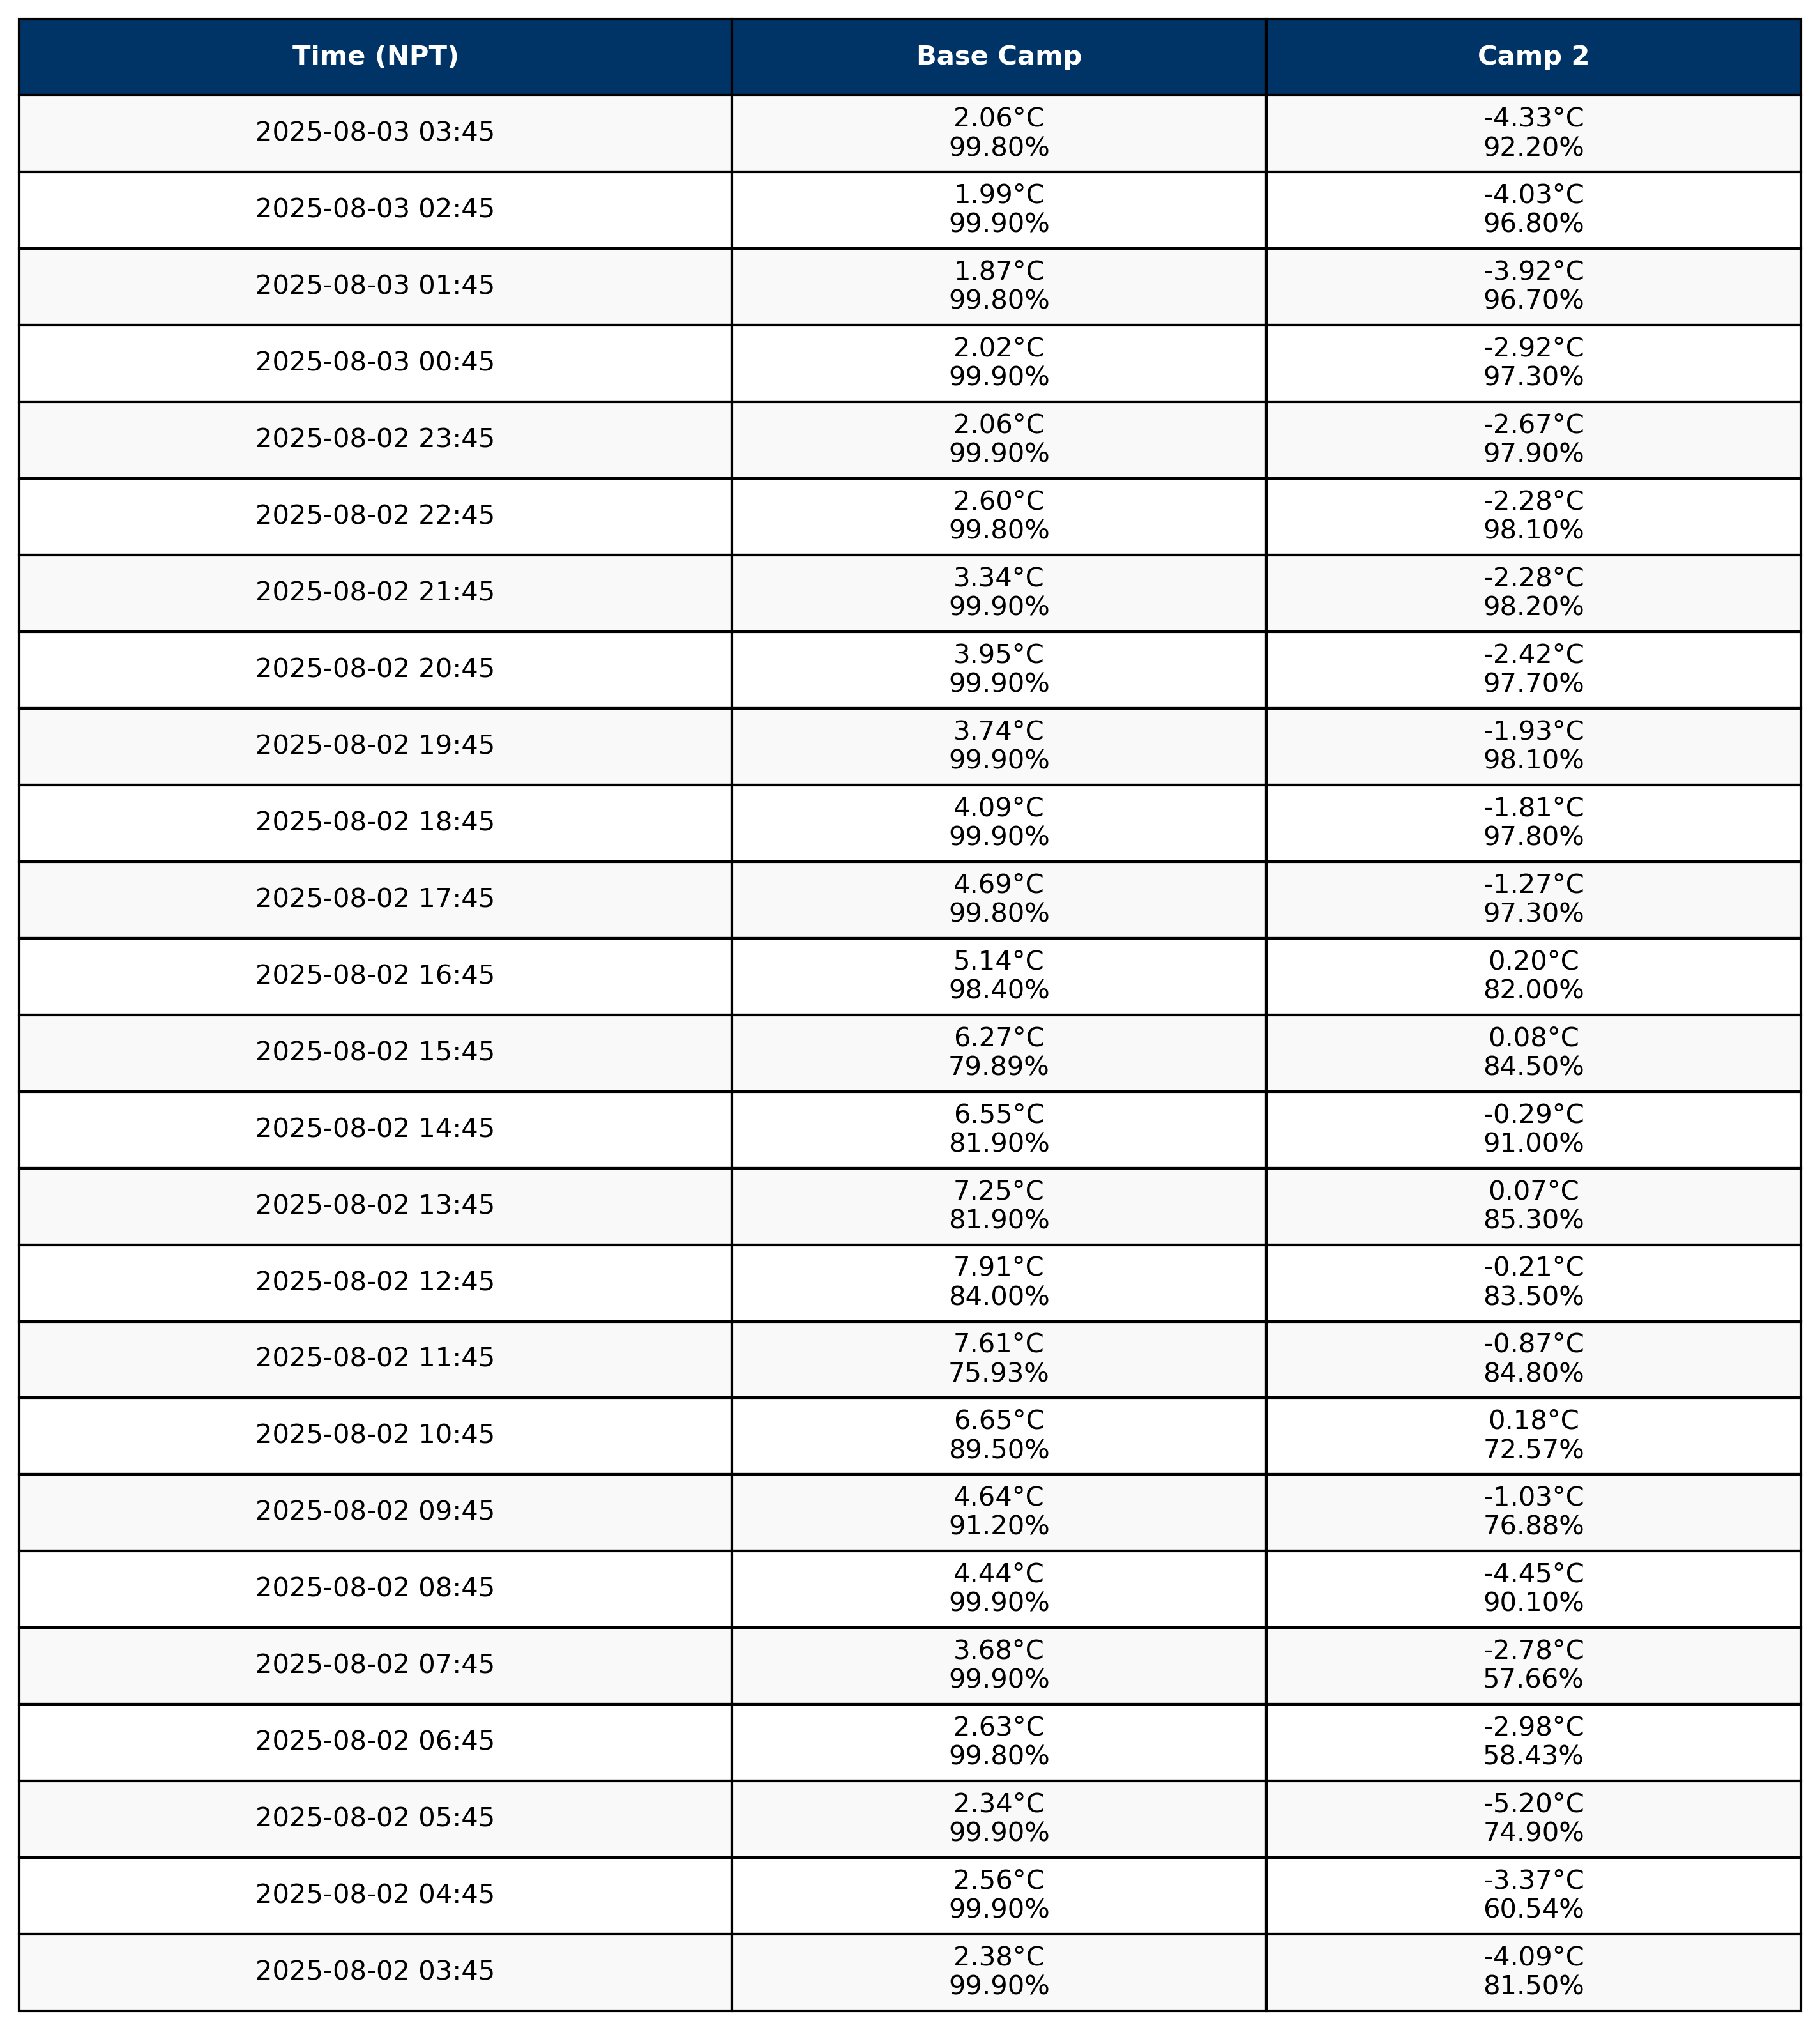 Time (NPT) Base Camp Camp 2
2.06°C -4.33°C
2025-08-03 03:45
99.80% 92.20%
1.99°C -4.03°C
2025-08-03 02:45
99.90% 96.80%
1.87°C -3.92°C
2025-08-03 01:45
99.80% 96.70%
2.02°C -2.92°C
2025-08-03 00:45
99.90% 97.30%
2.06°C -2.67°C
2025-08-02 23:45
99.90% 97.90%
2.60°C -2.28°C
2025-08-02 22:45
99.80% 98.10%
3.34°C -2.28°C
2025-08-02 21:45
99.90% 98.20%
3.95°C -2.42°C
2025-08-02 20:45
99.90% 97.70%
3.74°C -1.93°C
2025-08-02 19:45
99.90% 98.10%
4.09°C -1.81°C
2025-08-02 18:45
99.90% 97.80%
4.69°C -1.27°C
2025-08-02 17:45
99.80% 97.30%
5.14°C 0.20°C
2025-08-02 16:45
98.40% 82.00%
6.27°C 0.08°C
2025-08-02 15:45
79.89% 84.50%
6.55°C -0.29°C
2025-08-02 14:45
81.90% 91.00%
7.25°C 0.07°C
2025-08-02 13:45
81.90% 85.30%
7.91°C -0.21°C
2025-08-02 12:45
84.00% 83.50%
7.61°C -0.87°C
2025-08-02 11:45
75.93% 84.80%
6.65°C 0.18°C
2025-08-02 10:45
89.50% 72.57%
4.64°C -1.03°C
2025-08-02 09:45
91.20% 76.88%
4.44°C -4.45°C
2025-08-02 08:45
99.90% 90.10%
3.68°C -2.78°C
2025-08-02 07:45
99.90% 57.66%
2.63°C -2.98°C
2025-08-02 06:45
99.80% 58.43%
2.34°C -5.20°C
2025-08-02 05:45
99.90% 74.90%
2.56°C -3.37°C
2025-08-02 04:45
99.90% 60.54%
2.38°C -4.09°C
2025-08-02 03:45
99.90% 81.50%